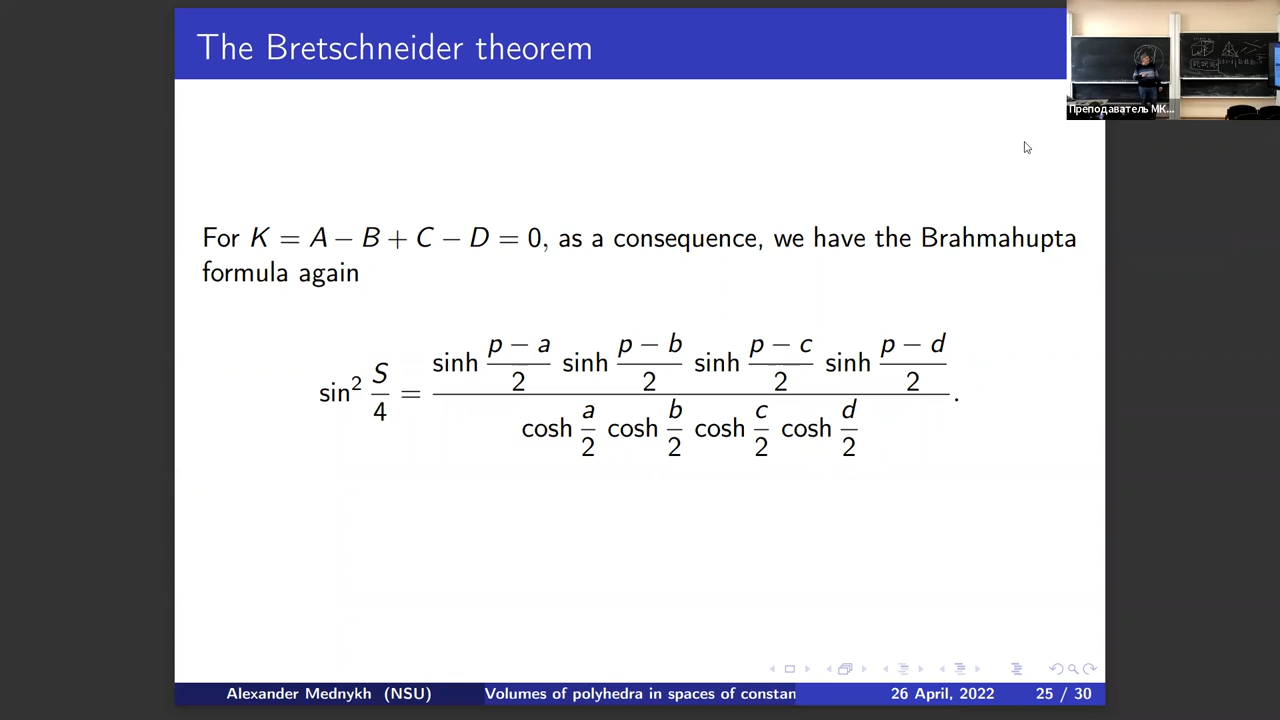 The Bretschneider theorem
Преподаватель МК...
For K = A − B + C − D = 0, as a consequence, we have the Brahmahupta
formula again
sin² S/4 = (sinh (p − a)/2 sinh (p − b)/2 sinh (p − c)/2 sinh (p − d)/2) / (cosh a/2 cosh b/2 cosh c/2 cosh d/2).
Alexander Mednykh (NSU) Volumes of polyhedra in spaces of constan 26 April, 2022 25 / 30